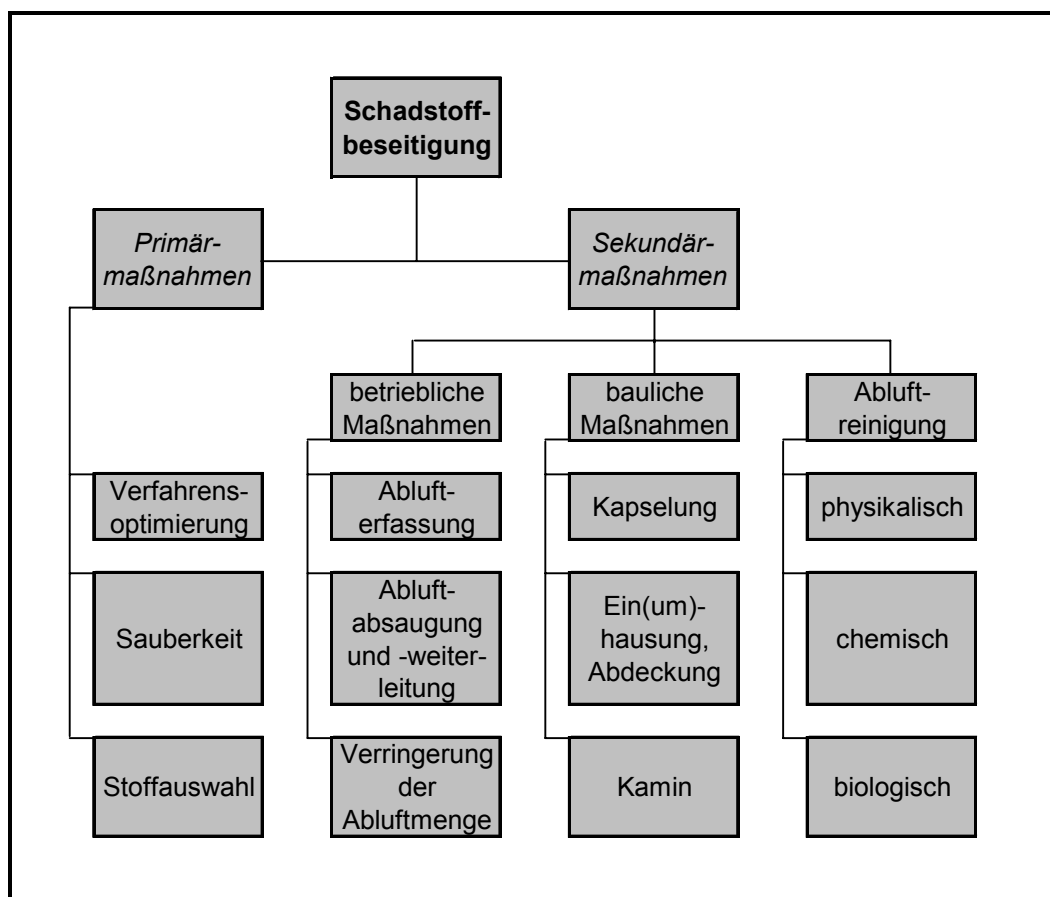 Schadstoff-
beseitigung
Primär-
maßnahmen
Sekundär-
maßnahmen
betriebliche
Maßnahmen
bauliche
Maßnahmen
Abluft-
reinigung
Verfahrens-
optimierung
Abluft-
erfassung
Kapselung
physikalisch
Sauberkeit
Abluft-
absaugung
und -weiter-
leitung
Ein(um)-
hausung,
Abdeckung
chemisch
Stoffauswahl
Verringerung
der
Abluftmenge
Kamin
biologisch